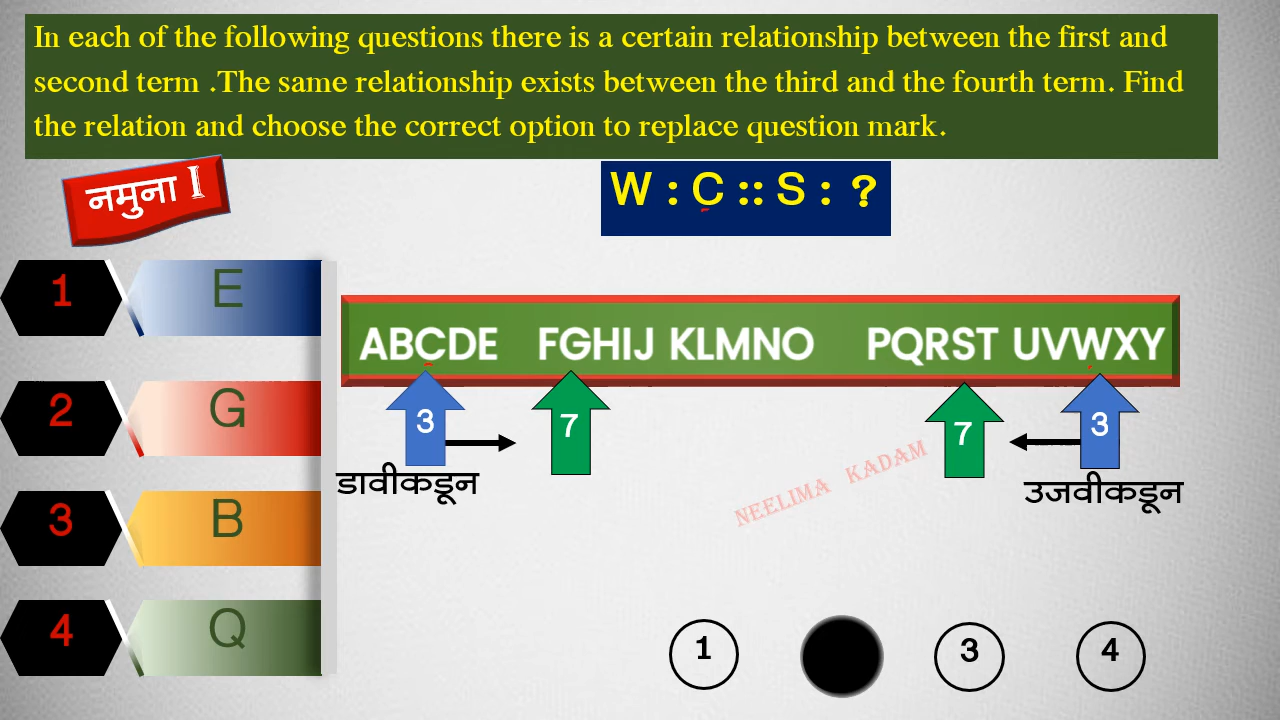 In each of the following questions there is a certain relationship between the first and
second term .The same relationship exists between the third and the fourth term. Find
the relation and choose the correct option to replace question mark.
नमुना I
W : C :: S : ?
1 E
2 G
3 B
4 Q
ABCDE FGHIJ KLMNO PQRST UVWXY
3 7 7 3
डावीकडून उजवीकडून
NEELIMA KADAM
1 3 4